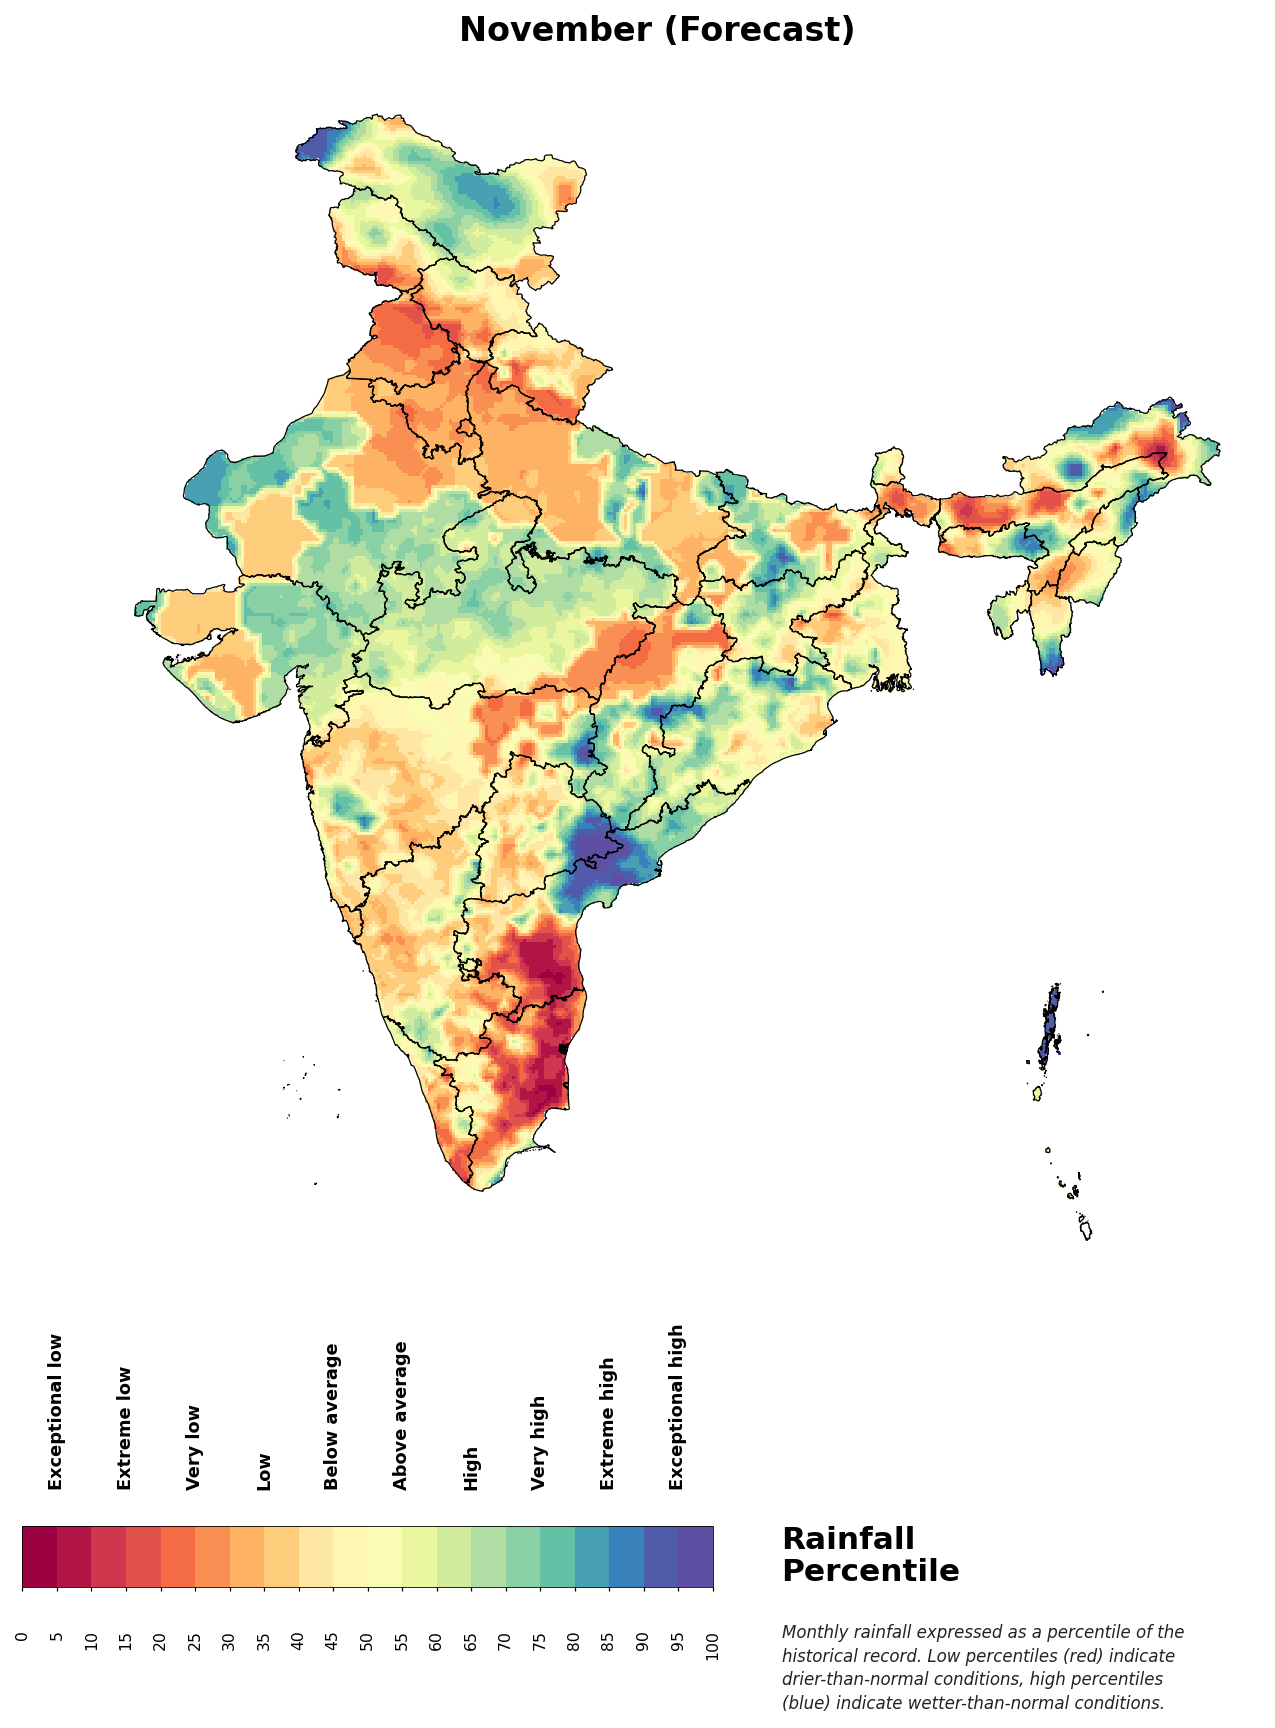 November (Forecast)
Exceptional low
Extreme low
Very low
Low
Below average
Above average
High
Very high
Extreme high
Exceptional high
0 5 10 15 20 25 30 35 40 45 50 55 60 65 70 75 80 85 90 95 100
Rainfall
Percentile
Monthly rainfall expressed as a percentile of the
historical record. Low percentiles (red) indicate
drier-than-normal conditions, high percentiles
(blue) indicate wetter-than-normal conditions.